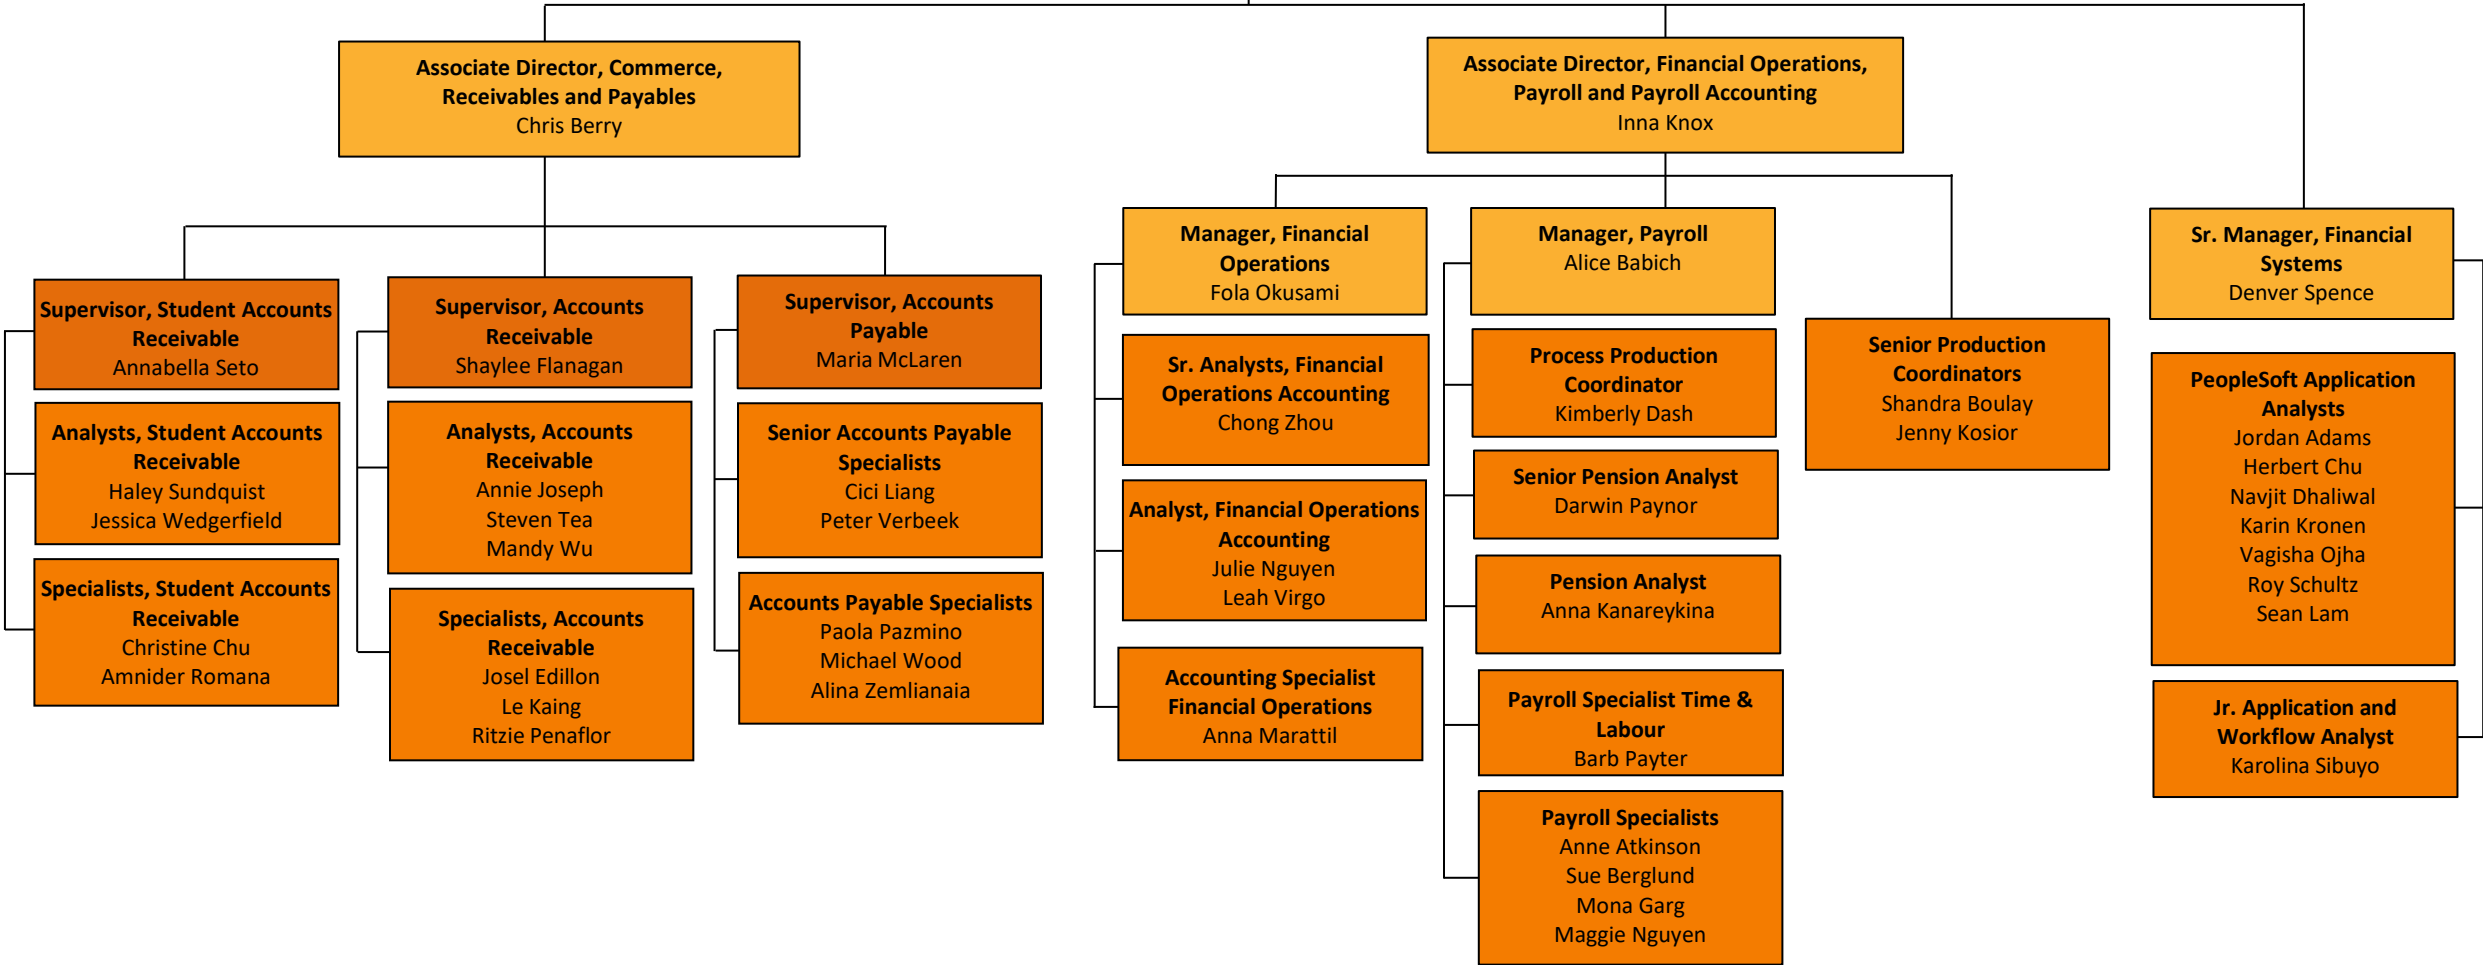 Associate Director, Commerce,
Receivables and Payables
Chris Berry
Supervisor, Student Accounts
Receivable
Annabella Seto
Analysts, Student Accounts
Receivable
Haley Sundquist
Jessica Wedgerfield
Specialists, Student Accounts
Receivable
Christine Chu
Amnider Romana
Supervisor, Accounts
Receivable
Shaylee Flanagan
Analysts, Accounts
Receivable
Annie Joseph
Steven Tea
Mandy Wu
Specialists, Accounts
Receivable
Josel Edillon
Le Kaing
Ritzie Penaflor
Supervisor, Accounts
Payable
Maria McLaren
Senior Accounts Payable
Specialists
Cici Liang
Peter Verbeek
Accounts Payable Specialists
Paola Pazmino
Michael Wood
Alina Zemlianaia
Associate Director, Financial Operations,
Payroll and Payroll Accounting
Inna Knox
Manager, Financial
Operations
Fola Okusami
Sr. Analysts, Financial
Operations Accounting
Chong Zhou
Analyst, Financial Operations
Accounting
Julie Nguyen
Leah Virgo
Accounting Specialist
Financial Operations
Anna Marattil
Manager, Payroll
Alice Babich
Process Production
Coordinator
Kimberly Dash
Senior Pension Analyst
Darwin Paynor
Pension Analyst
Anna Kanareykina
Payroll Specialist Time &
Labour
Barb Payter
Payroll Specialists
Anne Atkinson
Sue Berglund
Mona Garg
Maggie Nguyen
Senior Production
Coordinators
Shandra Boulay
Jenny Kosior
Sr. Manager, Financial
Systems
Denver Spence
PeopleSoft Application
Analysts
Jordan Adams
Herbert Chu
Navjit Dhaliwal
Karin Kronen
Vagisha Ojha
Roy Schultz
Sean Lam
Jr. Application and
Workflow Analyst
Karolina Sibuyo